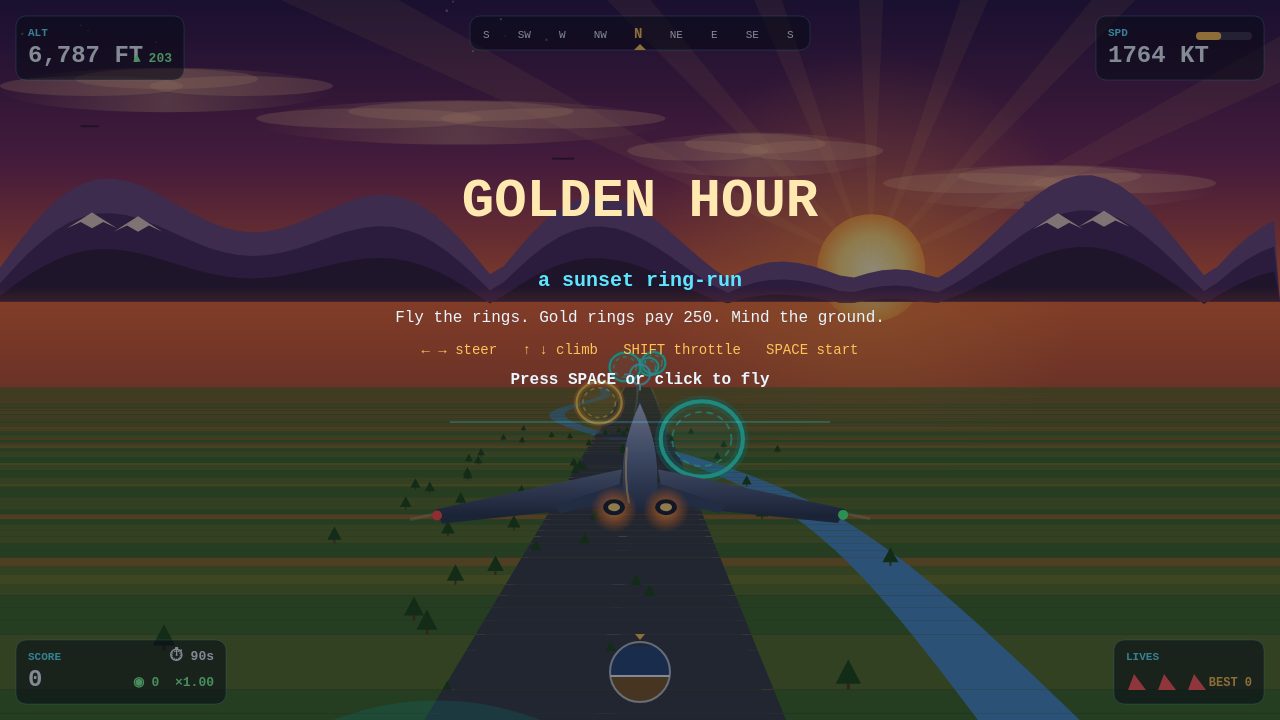 ALT
6,787 FT ▲ 203
S SW W NW N NE E SE S
SPD
1764 KT
GOLDEN HOUR
a sunset ring-run
Fly the rings. Gold rings pay 250. Mind the ground.
← → steer ↑ ↓ climb SHIFT throttle SPACE start
Press SPACE or click to fly
SCORE
⏱ 90s
0
◉ 0 ×1.00
LIVES
BEST 0